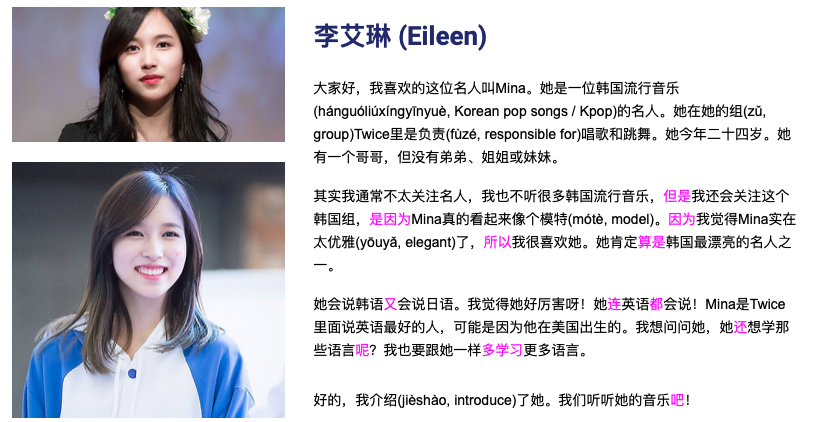 李艾琳 (Eileen)
大家好，我喜欢的这位名人叫Mina。她是一位韩国流行音乐
(hánguóliúxíngyīnyuè, Korean pop songs / Kpop)的名人。她在她的组(zǔ,
group)Twice里是负责(fùzé, responsible for)唱歌和跳舞。她今年二十四岁。她
有一个哥哥，但没有弟弟、姐姐或妹妹。
其实我通常不太关注名人，我也不听很多韩国流行音乐，但是我还会关注这个
韩国组，是因为Mina真的看起来像个模特(mótè, model)。因为我觉得Mina实在
太优雅(yōuyǎ, elegant)了，所以我很喜欢她。她肯定算是韩国最漂亮的名人之
一。
她会说韩语又会说日语。我觉得她好厉害呀！她连英语都会说！Mina是Twice
里面说英语最好的人，可能是因为他在美国出生的。我想问问她，她还想学那
些语言呢？我也要跟她一样多学习更多语言。
好的，我介绍(jièshào, introduce)了她。我们听听她的音乐吧！